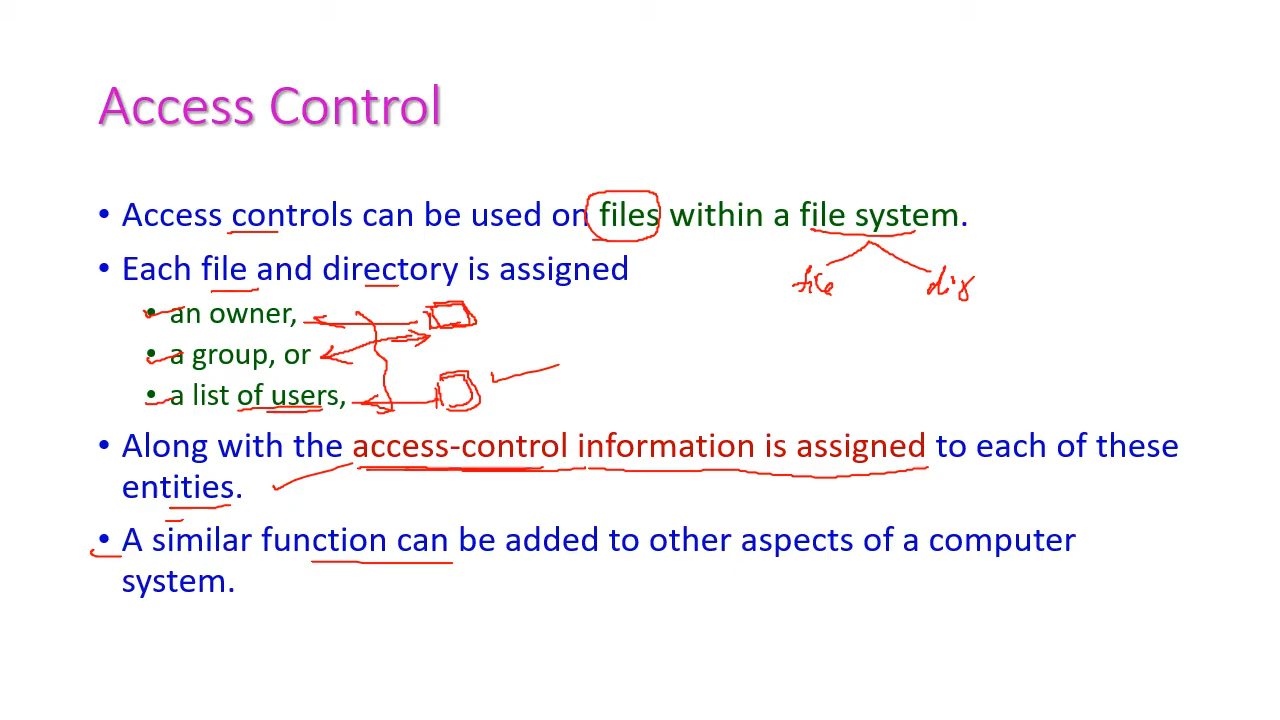 Access Control
• Access controls can be used on files within a file system.
• Each file and directory is assigned
file dir
• an owner,
• a group, or
• a list of users,
• Along with the access-control information is assigned to each of these
entities.
• A similar function can be added to other aspects of a computer
system.